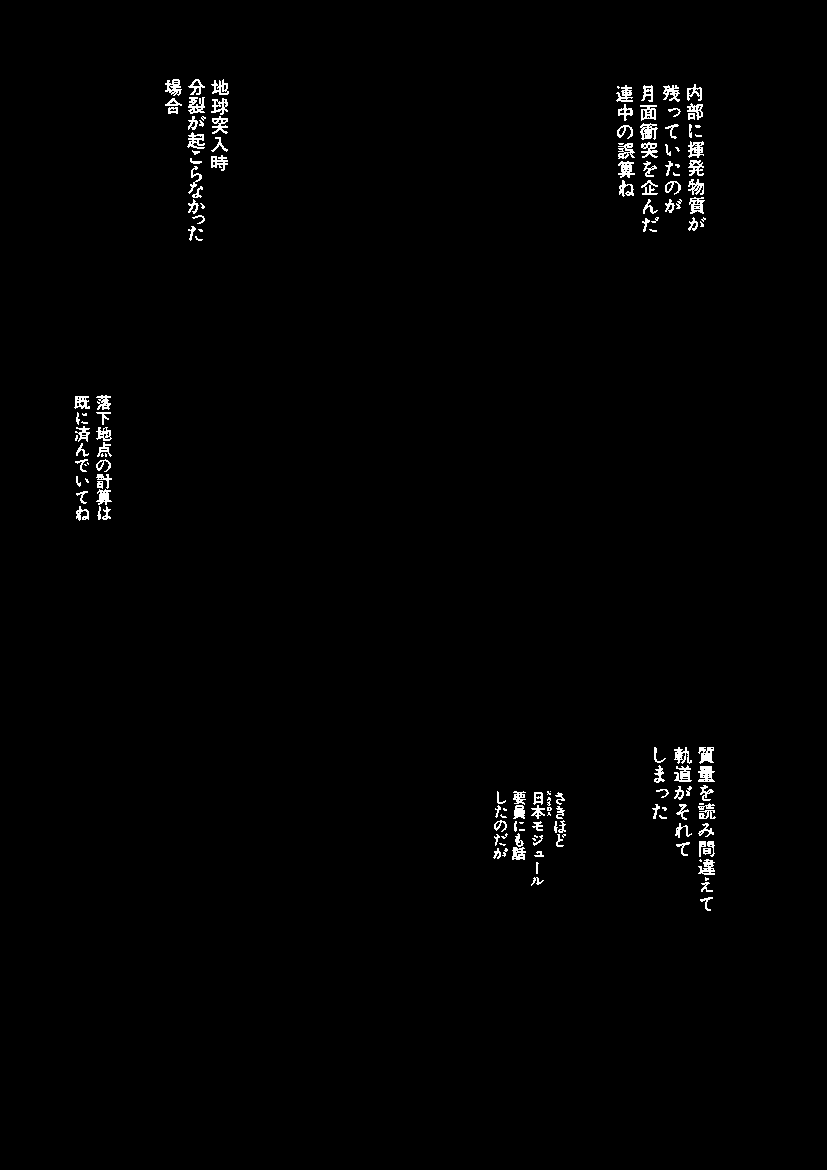 内部に揮発物質が
残っていたのが
月面衝突を企んだ
連中の誤算ね
質量を読み間違えて
軌道がそれて
しまった
さきほど
日本モジュール
要員にも話
したのだが
地球突入時
分裂が起こらなかった
場合
落下地点の計算は
既に済んでいてね